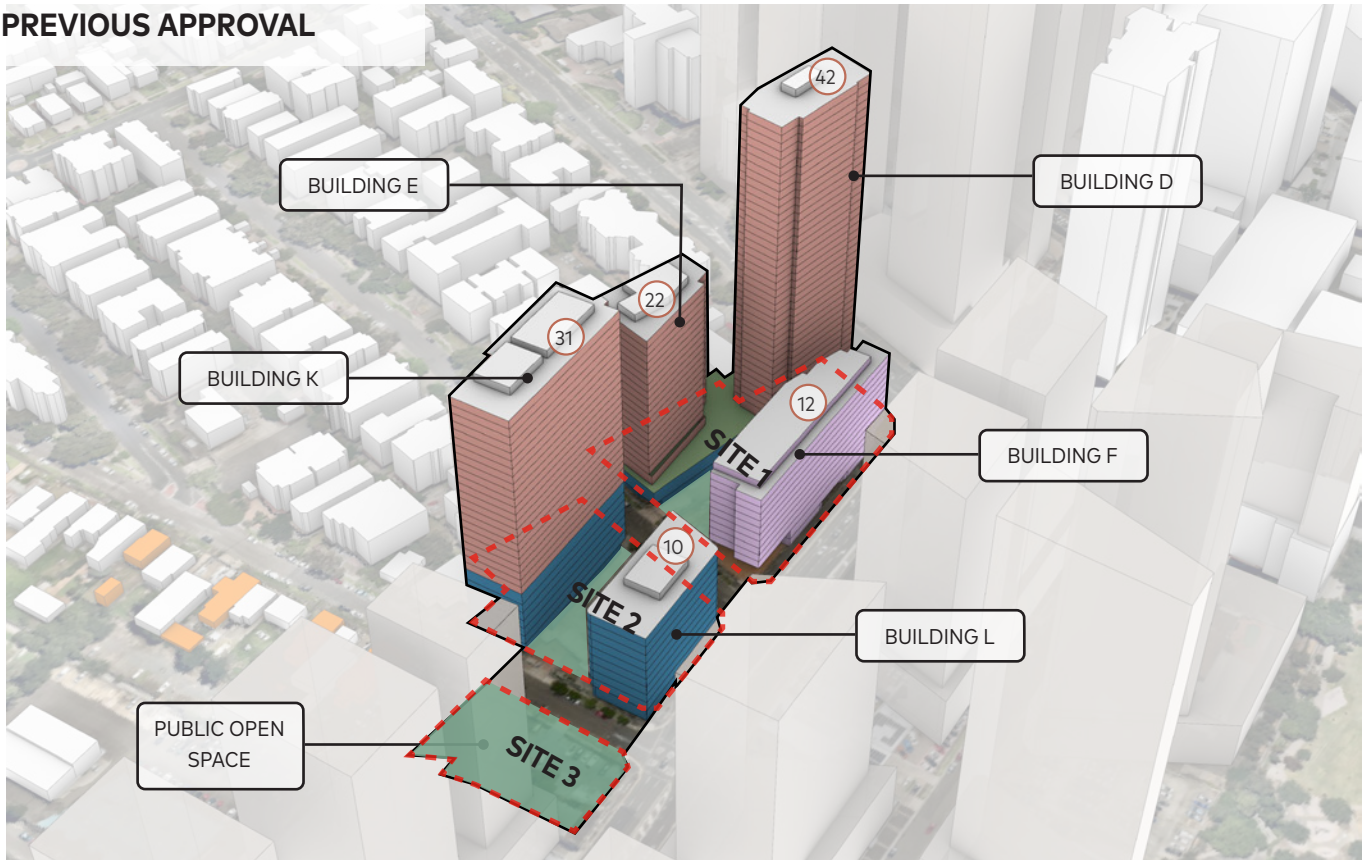 PREVIOUS APPROVAL
42
BUILDING E
BUILDING D
22
31
BUILDING K
12
SITE 1
BUILDING F
10
SITE 2
BUILDING L
PUBLIC OPEN
SPACE
SITE 3